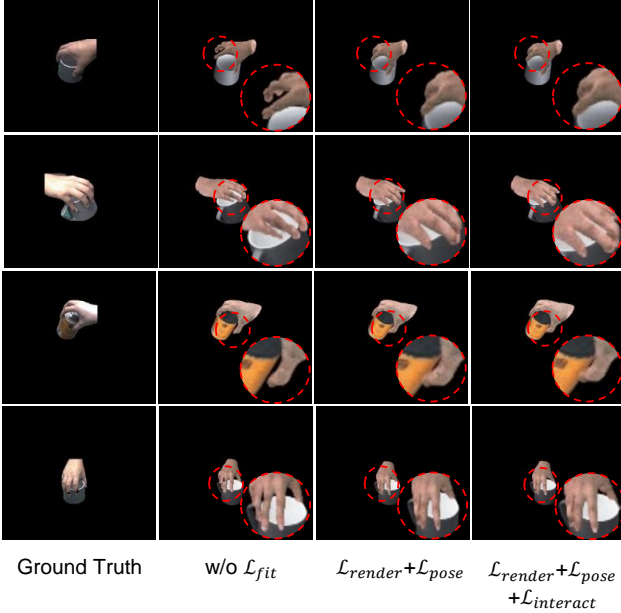 Ground Truth
w/o ℒ_fit
ℒ_render+ℒ_pose
ℒ_render+ℒ_pose
+ℒ_interact